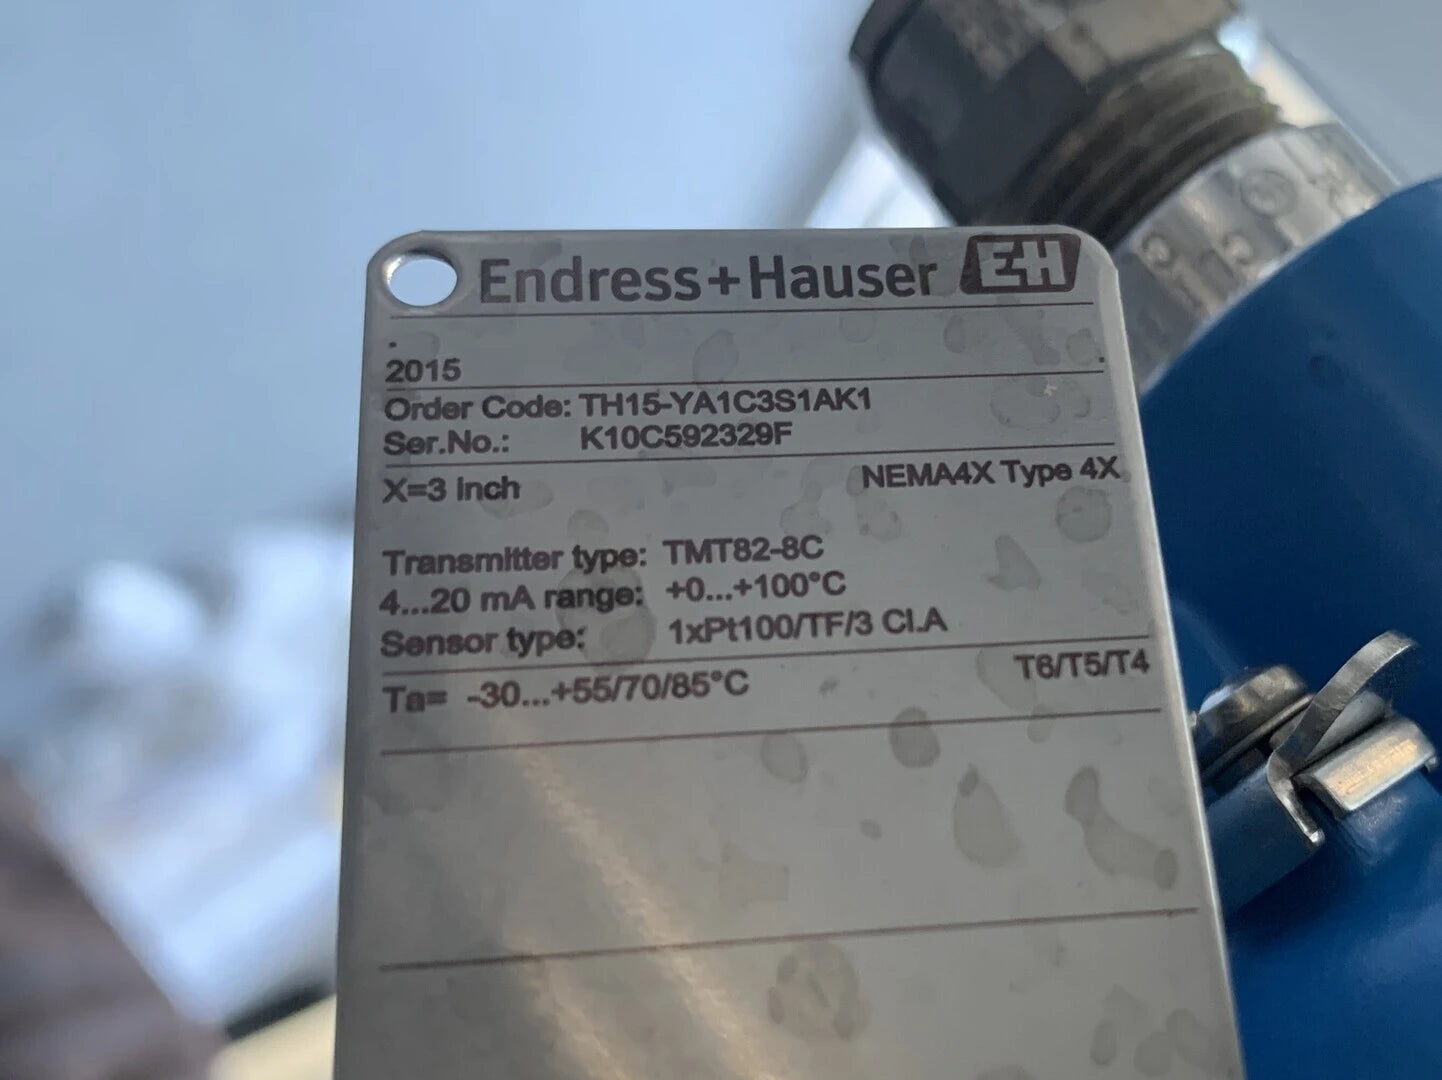 Endress+Hauser EH
2015
Order Code: TH15-YA1C3S1AK1
Ser.No.: K10C592329F
X=3 inch NEMA4X Type 4X
Transmitter type: TMT82-8C
4...20 mA range: +0...+100°C
Sensor type: 1xPt100/TF/3 Cl.A
Ta= -30...+55/70/85°C T6/T5/T4